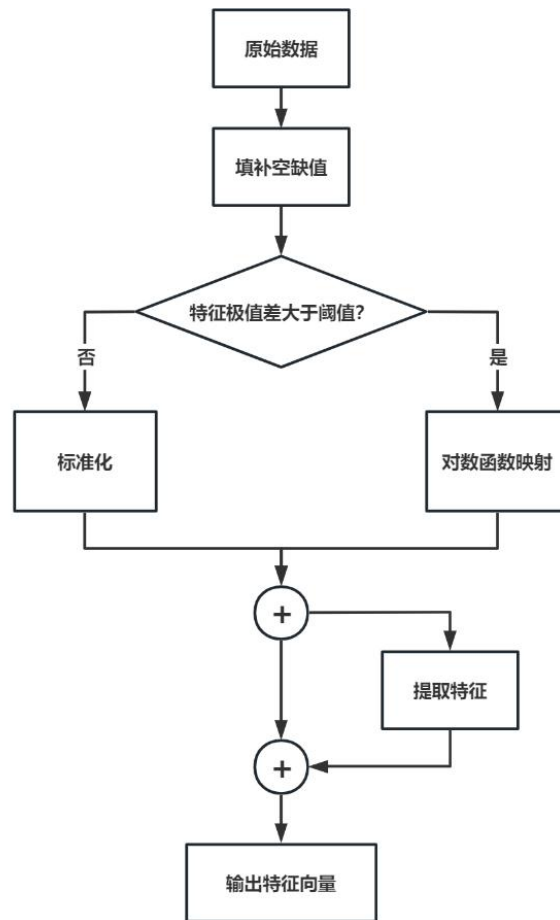 原始数据
填补空缺值
特征极值差大于阈值?
否
是
标准化
对数函数映射
+
提取特征
+
输出特征向量